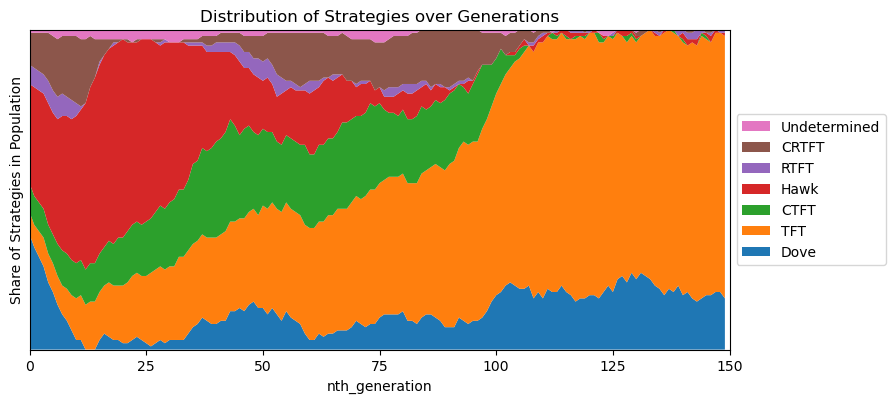 Distribution of Strategies over Generations
Share of Strategies in Population
Undetermined
CRTFT
RTFT
Hawk
CTFT
TFT
Dove
0 25 50 75 100 125 150
nth_generation